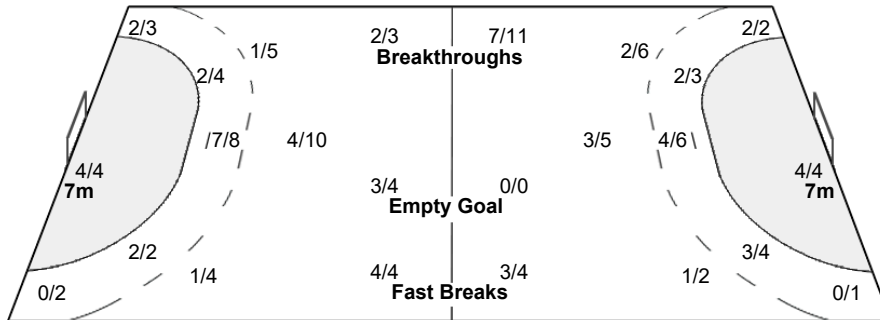 2/3 2/3 7/11 2/2
1/5 Breakthroughs 2/6
2/4 2/3
7/8 4/10 3/5 4/6
4/4 4/4
7m 3/4 0/0 7m
Empty Goal
2/2 3/4
1/4 4/4 3/4 1/2
0/2 Fast Breaks 0/1